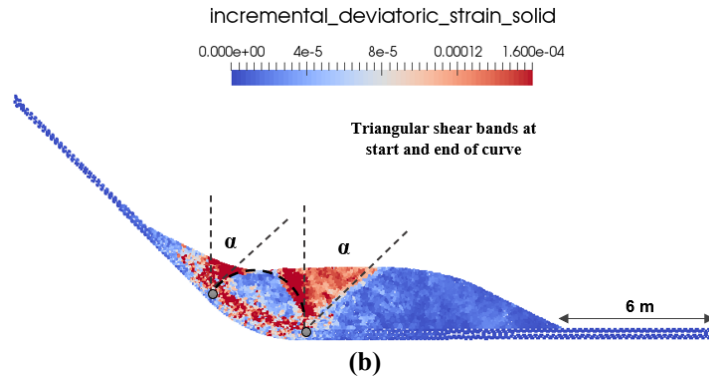 incremental_deviatoric_strain_solid
0.000e+00 4e-5 8e-5 0.00012 1.600e-04
Triangular shear bands at
start and end of curve
α α
6 m
(b)